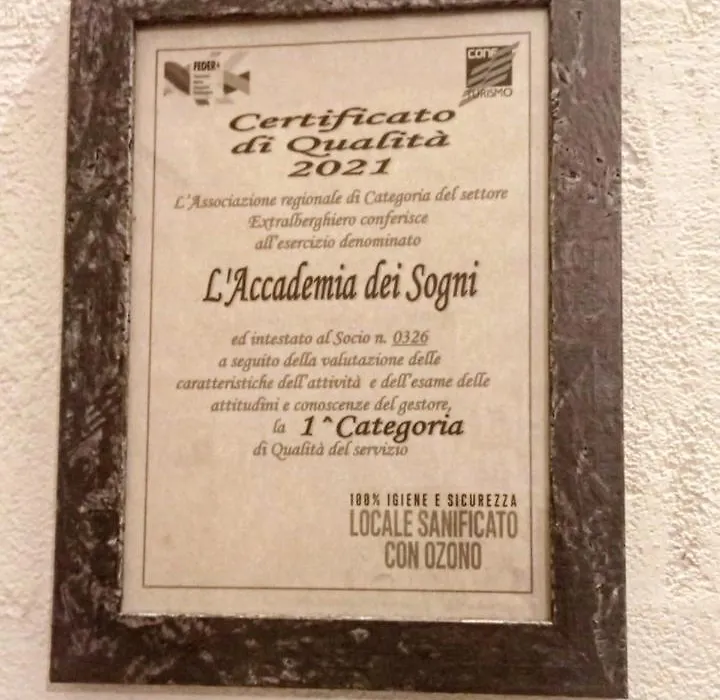 FEDER+
CONF
TURISMO
Certificato
di Qualità
2021
L'Associazione regionale di Categoria del settore
Extralberghiero conferisce
all'esercizio denominato
L'Accademia dei Sogni
ed intestato al Socio n. 0326
a seguito della valutazione delle
caratteristiche dell'attività e dell'esame delle
attitudini e conoscenze del gestore,
la 1^Categoria
di Qualità del servizio
100% IGIENE E SICUREZZA
LOCALE SANIFICATO
CON OZONO